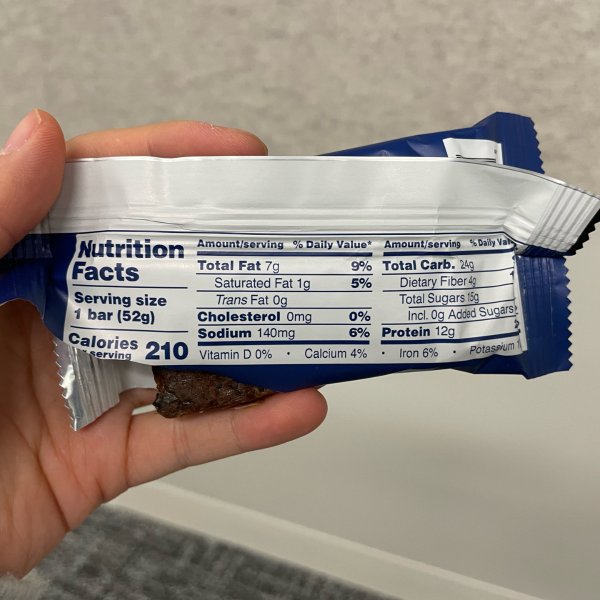 Nutrition
Facts
Serving size
1 bar (52g)
Calories
serving
210
Amount/serving % Daily Value*
Total Fat 7g 9%
Saturated Fat 1g 5%
Trans Fat 0g
Cholesterol 0mg 0%
Sodium 140mg 6%
Amount/serving % Daily
Total Carb. 24g
Dietary Fiber 4g
Total Sugars 15g
Incl. 0g Added Sugars
Protein 12g
Vitamin D 0% • Calcium 4% • Iron 6% • Potassium